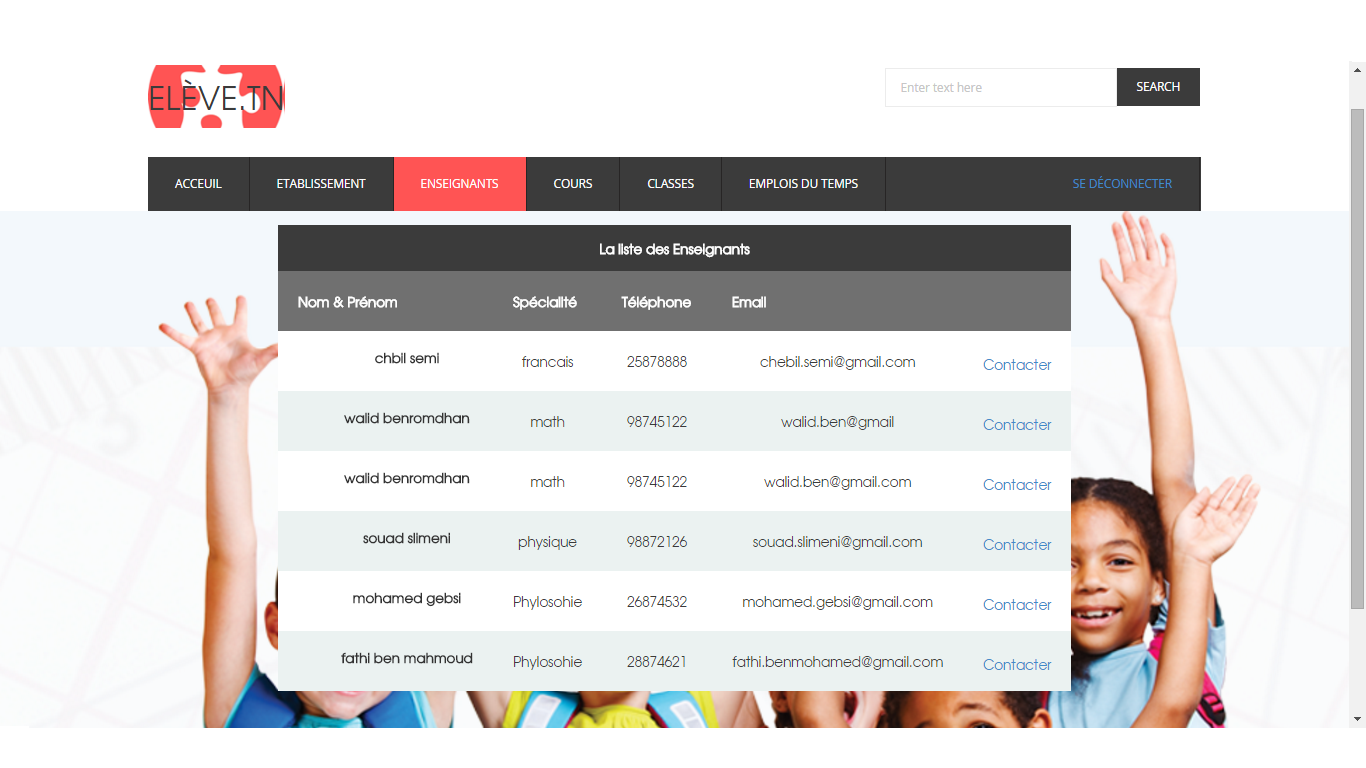 ELÈVE.TN
Enter text here SEARCH
ACCEUIL ETABLISSEMENT ENSEIGNANTS COURS CLASSES EMPLOIS DU TEMPS SE DÉCONNECTER
La liste des Enseignants
Nom & Prénom Spécialité Téléphone Email
chbil semi francais 25878888 chebil.semi@gmail.com Contacter
walid benromdhan math 98745122 walid.ben@gmail Contacter
walid benromdhan math 98745122 walid.ben@gmail.com Contacter
souad slimeni physique 98872126 souad.slimeni@gmail.com Contacter
mohamed gebsi Phylosohie 26874532 mohamed.gebsi@gmail.com Contacter
fathi ben mahmoud Phylosohie 28874621 fathi.benmohamed@gmail.com Contacter